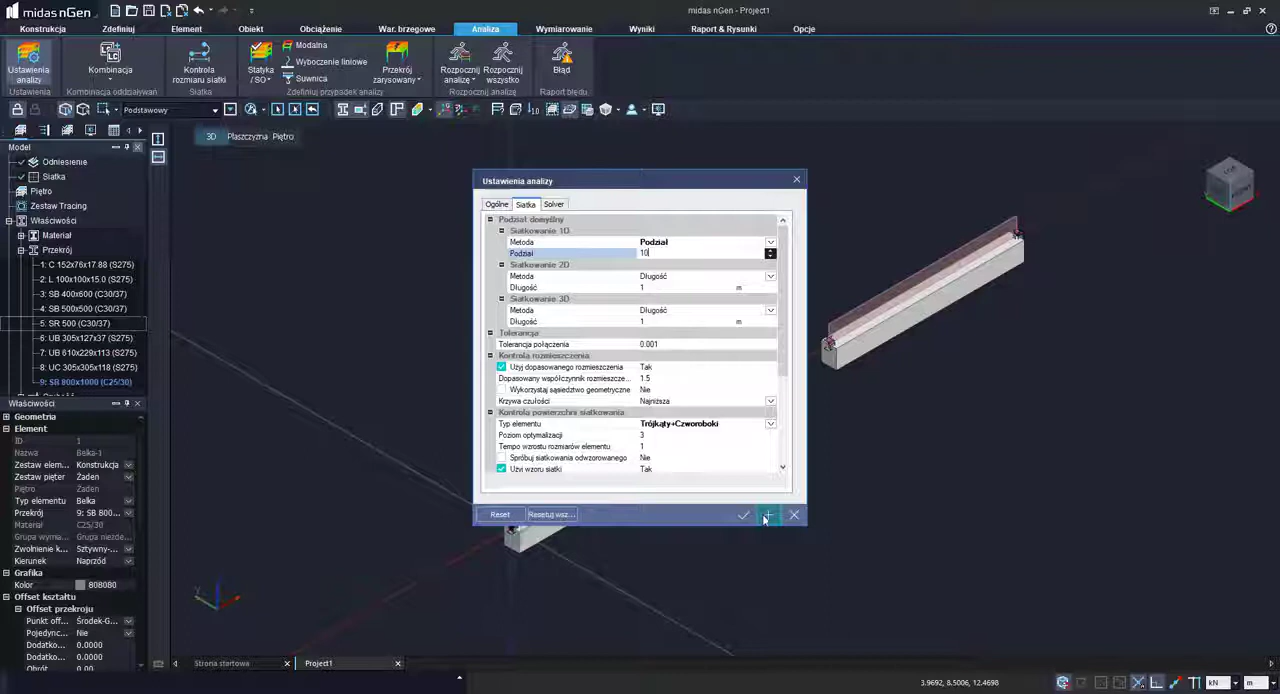 midas nGen
midas nGen - Project1
Konstrukcja Zdefiniuj Element Obiekt Obciążenie War. brzegowe Analiza Wymiarowanie Wyniki Raport & Rysunki Opcje
Ustawienia analizy
Kombinacja
Kontrola rozmiaru siatki
Statyka /SO
Modalna
Wyboczenie liniowe
Suwnica
Przekrój zarysowany
Rozpocznij analizę
Rozpocznij wszystko
Błąd
Ustawienia Kombinacja oddziaływań Siatka Zdefiniuj przypadek analizy Rozpocznij analizę Raport błędu
Podstawowy
3D Płaszczyzna Piętro
Model
Odniesienie
Siatka
Piętro
Zestaw Tracing
Właściwości
Materiał
Przekrój
1: C 152x76x17.88 (S275)
2: L 100x100x15.0 (S275)
3: SB 400x600 (C30/37)
4: SB 500x500 (C30/37)
5: SR 500 (C30/37)
6: UB 305x127x37 (S275)
7: UB 610x229x113 (S275)
8: UC 305x305x118 (S275)
9: SB 800x1000 (C25/30)
Właściwości
Geometria
Element
ID 1
Nazwa Belka-1
Zestaw elem... Konstrukcja
Zestaw pięter Żaden
Piętro Żaden
Typ elementu Belka
Przekrój 9: SB 800...
Materiał C25/30
Grupa wyma... Grupa niezde...
Zwolnienie k... Sztywny-...
Kierunek Naprzód
Grafika
Kolor 808080
Offset kształtu
Offset przekroju
Punkt off... Środek-G...
Pojedync... Nie
Dodatko... 0.0000
Dodatko... 0.0000
Obrót 0.00
Ustawienia analizy
Ogólne Siatka Solver
Podział domyślny
Siatkowanie 1D
Metoda Podział
Podział 10
Siatkowanie 2D
Metoda Długość
Długość 1 m
Siatkowanie 3D
Metoda Długość
Długość 1 m
Tolerancja
Tolerancja połączenia 0.001
Kontrola rozmieszczenia
Użyj dopasowanego rozmieszczenia Tak
Dopasowany współczynnik rozmieszcze... 1.5
Wykorzystaj sąsiedztwo geometryczne Nie
Krzywa czułości Najniższa
Kontrola powierzchni siatkowania
Typ elementu Trójkąty+Czworoboki
Poziom optymalizacji 3
Tempo wzrostu rozmiarów elementu 1
Spróbuj siatkowania odwzorowanego Nie
Użyj wzoru siatki Tak
Reset Resetuj wsz...
Strona startowa Project1
3.9692, 8.5006, 12.4698
kN m